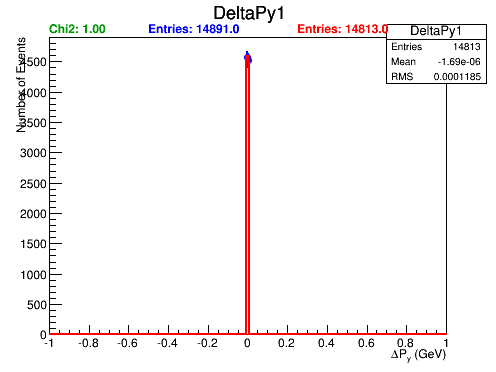 DeltaPy1
Chi2: 1.00 Entries: 14891.0 Entries: 14813.0
DeltaPy1
Entries 14813
Mean -1.69e-06
RMS 0.0001185
Number of Events
4500
4000
3500
3000
2500
2000
1500
1000
500
0
-1 -0.8 -0.6 -0.4 -0.2 0 0.2 0.4 0.6 0.8 1
ΔPy (GeV)